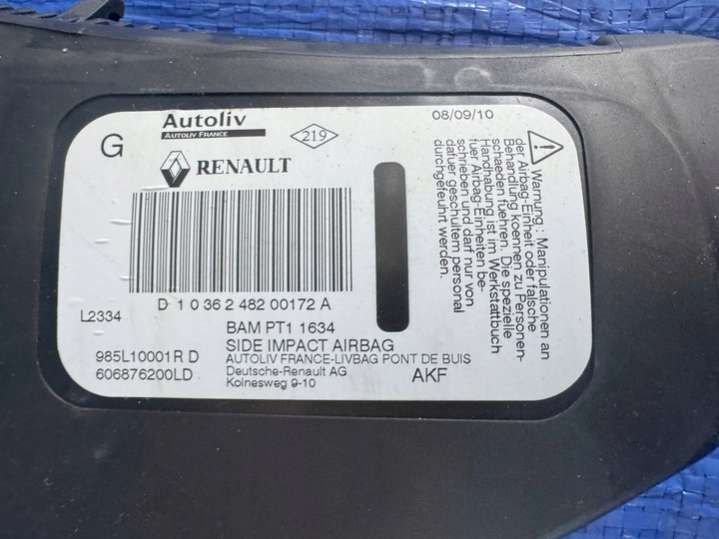 G
Autoliv
AUTOLIV FRANCE
219
08/09/10
RENAULT
D 1 0 36 2 482 00172 A
L2334
BAM PT1 1634
SIDE IMPACT AIRBAG
985L10001R D
AUTOLIV FRANCE-LIVBAG PONT DE BUIS
606876200LD
Deutsche-Renault AG
Kolnesweg 9-10
AKF
Warnung : Manipulationen an
der Airbag-Einheit oder falsche
Behandlung koennen zu Personen-
schaeden fuehren. Die spezielle
Handhabung ist im Werkstattbuch
fuer Airbag-Einheiten be-
schrieben und darf nur von
dafuer geschultem personal
durchgefuehrt werden.